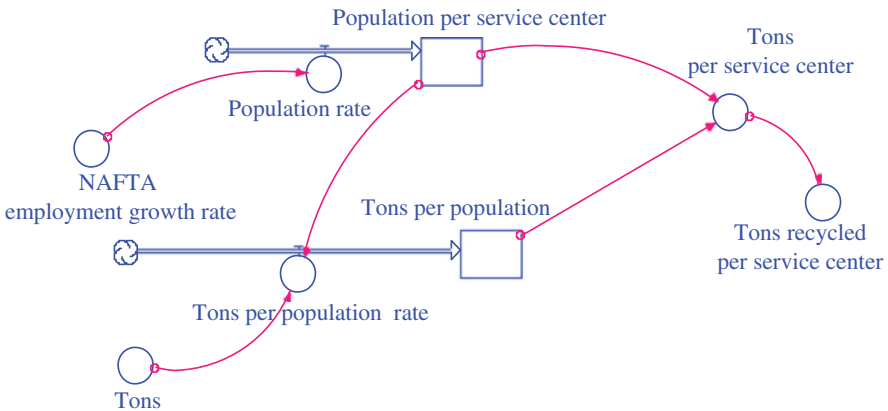 Population per service center
Tons
per service center
Population rate
NAFTA
employment growth rate
Tons per population
Tons recycled
per service center
Tons per population rate
Tons